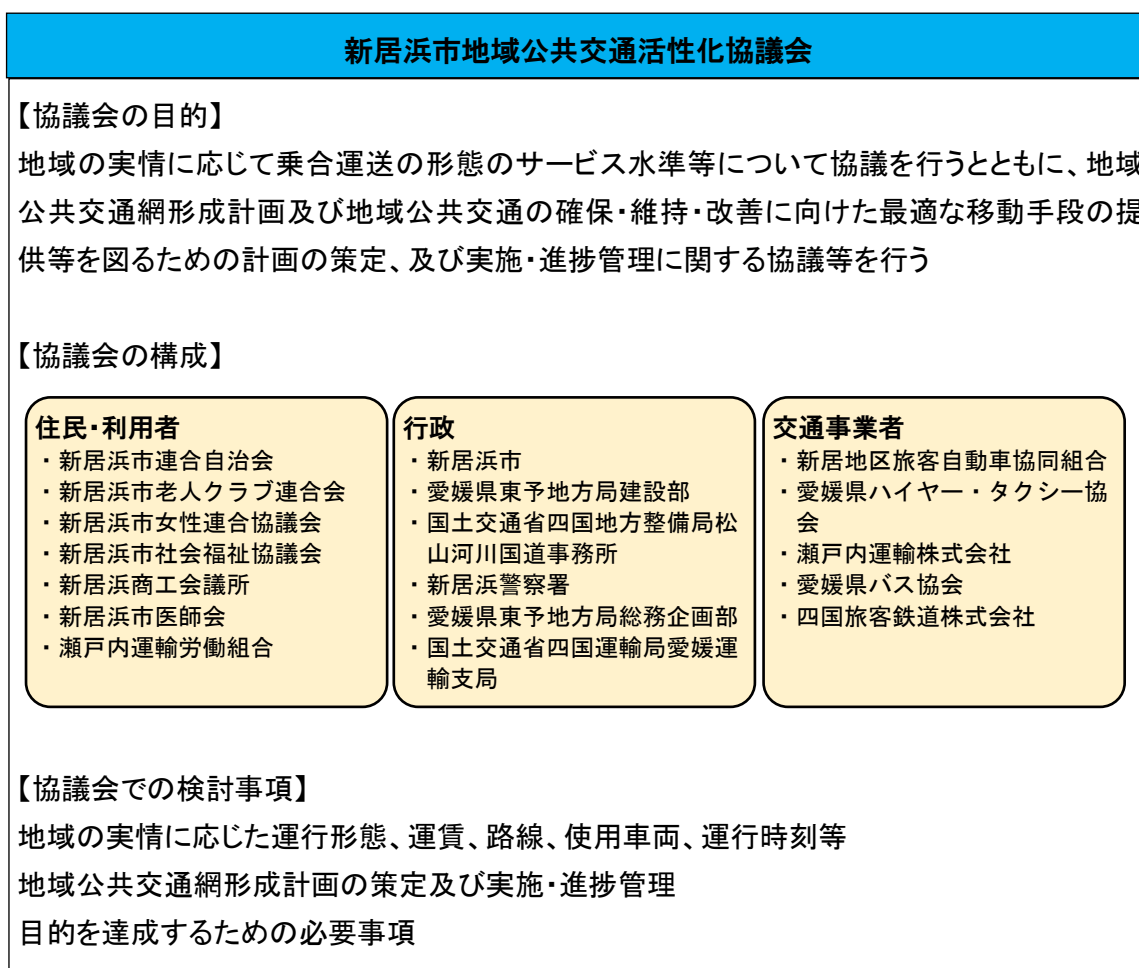 新居浜市地域公共交通活性化協議会
【協議会の目的】
地域の実情に応じて乗合運送の形態のサービス水準等について協議を行うとともに、地域
公共交通網形成計画及び地域公共交通の確保・維持・改善に向けた最適な移動手段の提
供等を図るための計画の策定、及び実施・進捗管理に関する協議等を行う
【協議会の構成】
住民・利用者
・新居浜市連合自治会
・新居浜市老人クラブ連合会
・新居浜市女性連合協議会
・新居浜市社会福祉協議会
・新居浜商工会議所
・新居浜市医師会
・瀬戸内運輸労働組合
行政
・新居浜市
・愛媛県東予地方局建設部
・国土交通省四国地方整備局松
山河川国道事務所
・新居浜警察署
・愛媛県東予地方局総務企画部
・国土交通省四国運輸局愛媛運
輸支局
交通事業者
・新居地区旅客自動車協同組合
・愛媛県ハイヤー・タクシー協
会
・瀬戸内運輸株式会社
・愛媛県バス協会
・四国旅客鉄道株式会社
【協議会での検討事項】
地域の実情に応じた運行形態、運賃、路線、使用車両、運行時刻等
地域公共交通網形成計画の策定及び実施・進捗管理
目的を達成するための必要事項